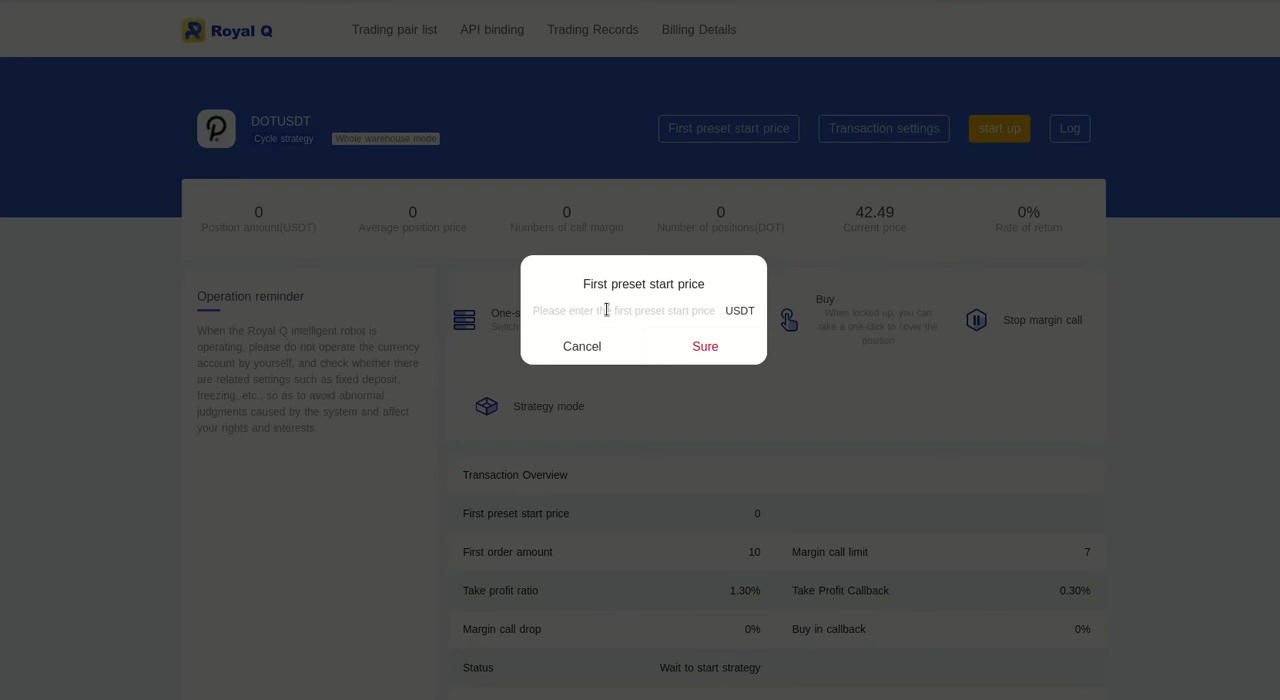 Royal Q
Trading pair list
API binding
Trading Records
Billing Details
DOTUSDT
Cycle strategy
Whole warehouse mode
First preset start price
Transaction settings
start up
Log
0
Position amount(USDT)
0
Average position price
0
Numbers of call margin
0
Number of positions(DOT)
42.49
Current price
0%
Rate of return
Operation reminder
When the Royal Q intelligent robot is
operating, please do not operate the currency
account by yourself, and check whether there
are related settings such as fixed deposit,
freezing, etc., so as to avoid abnormal
judgments caused by the system and affect
your rights and interests.
One-s
Switch
First preset start price
Please enter the first preset start price
USDT
Cancel
Sure
Buy
When locked up, you can
take a one-click to cover the
position
Stop margin call
Strategy mode
Transaction Overview
First preset start price 0
First order amount 10 Margin call limit 7
Take profit ratio 1.30% Take Profit Callback 0.30%
Margin call drop 0% Buy in callback 0%
Status Wait to start strategy